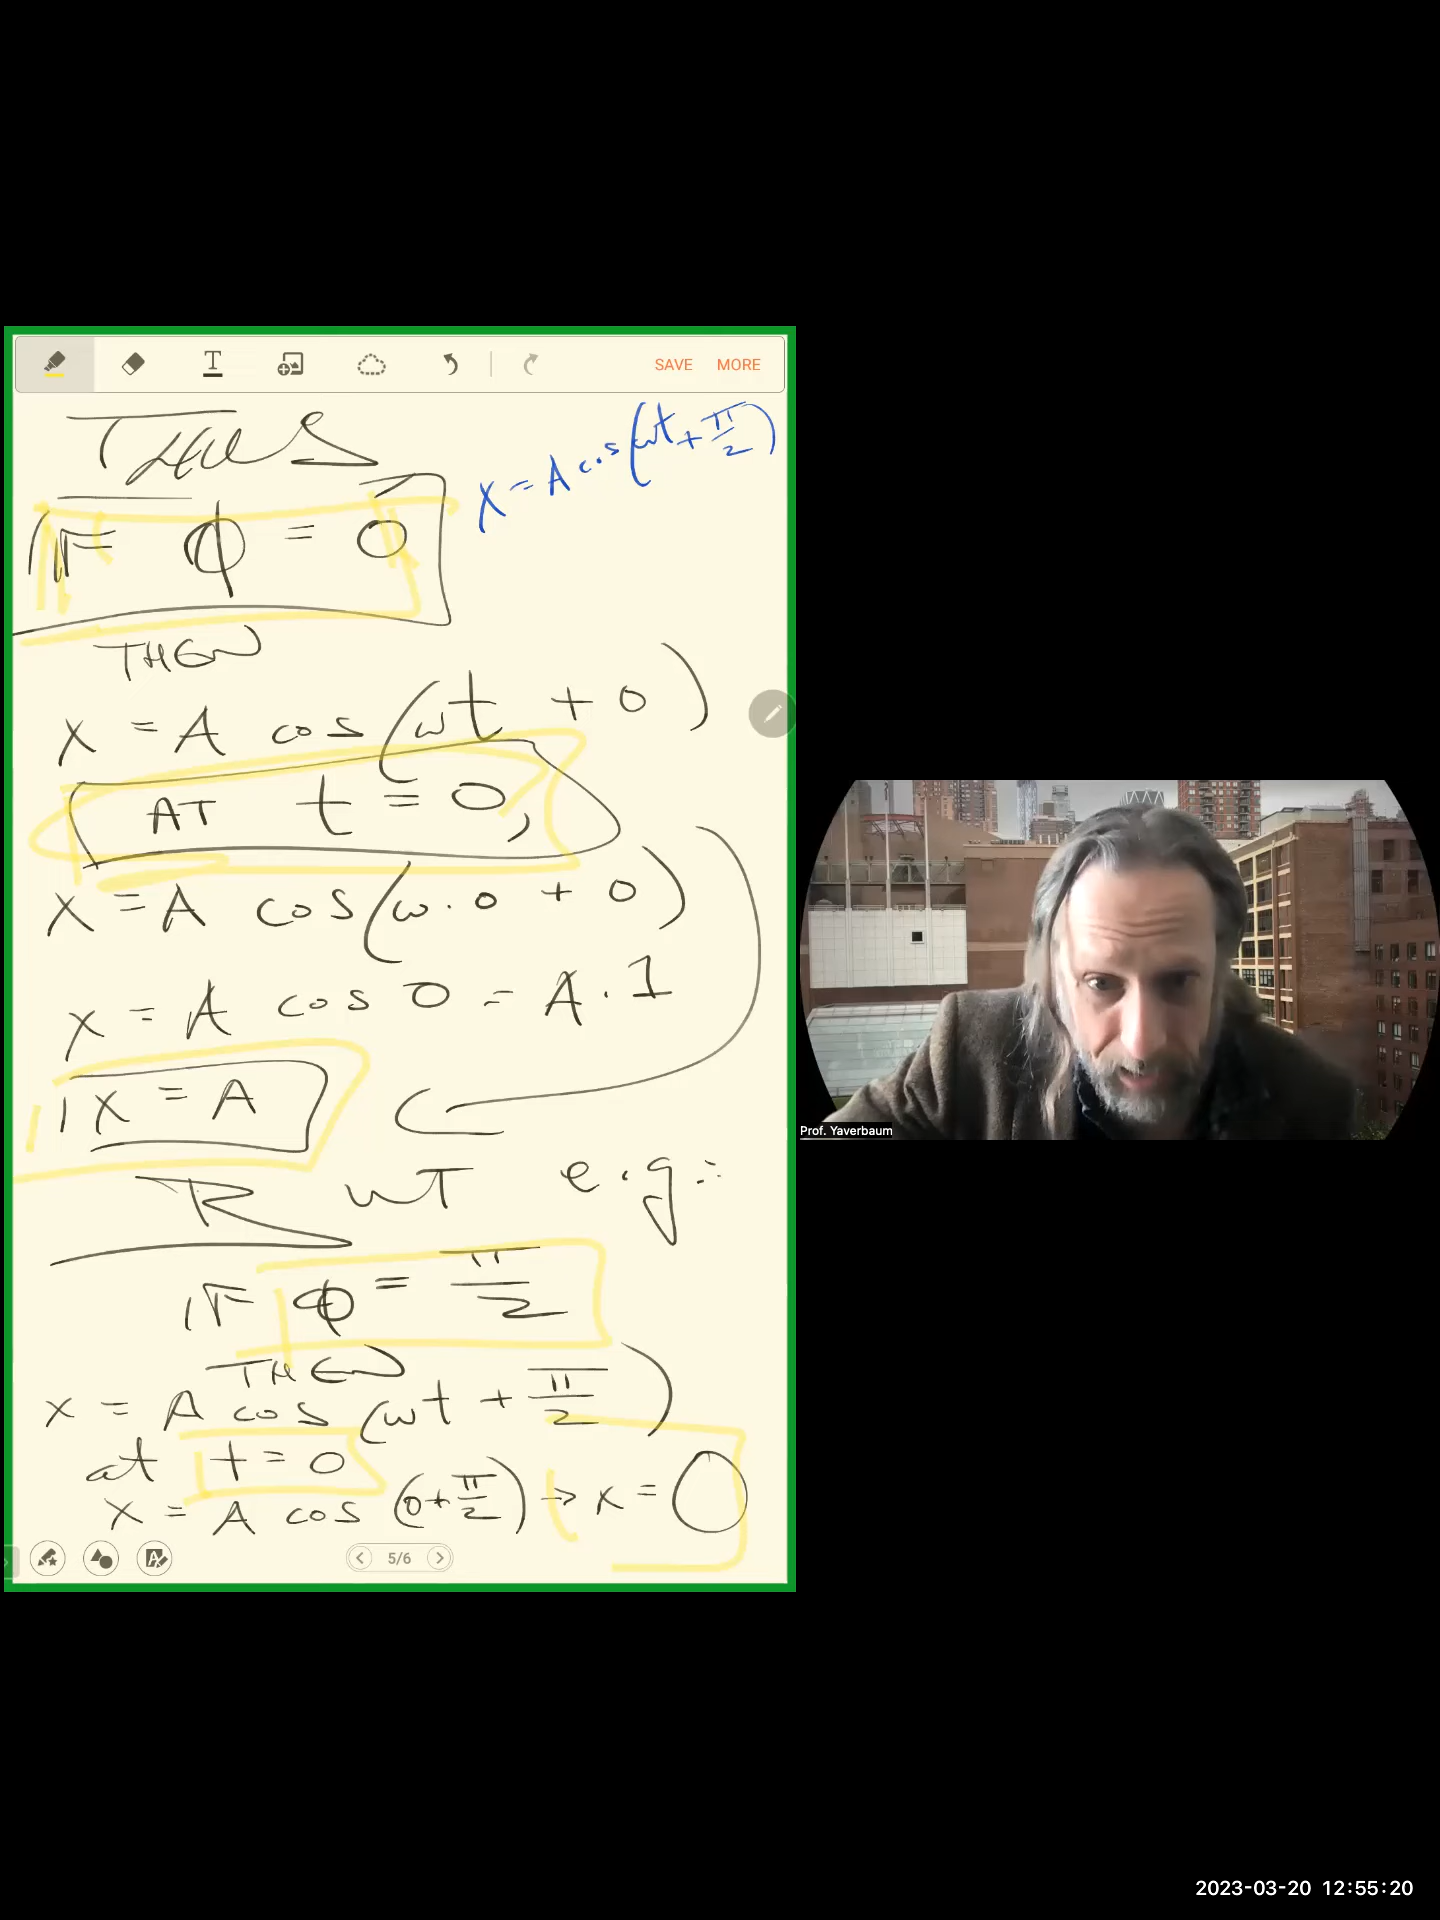 SAVE MORE
THUS
x = A cos(ωt + π/2)
IF ϕ = 0
THEN
x = A cos(ωt + 0)
AT t = 0,
x = A cos(ω·0 + 0)
x = A cos 0 = A·1
x = A
BUT e.g.:
IF ϕ = π/2
THEN
x = A cos(ωt + π/2)
at t = 0
x = A cos (0+π/2) → x = 0
5/6
Prof. Yaverbaum
2023-03-20 12:55:20